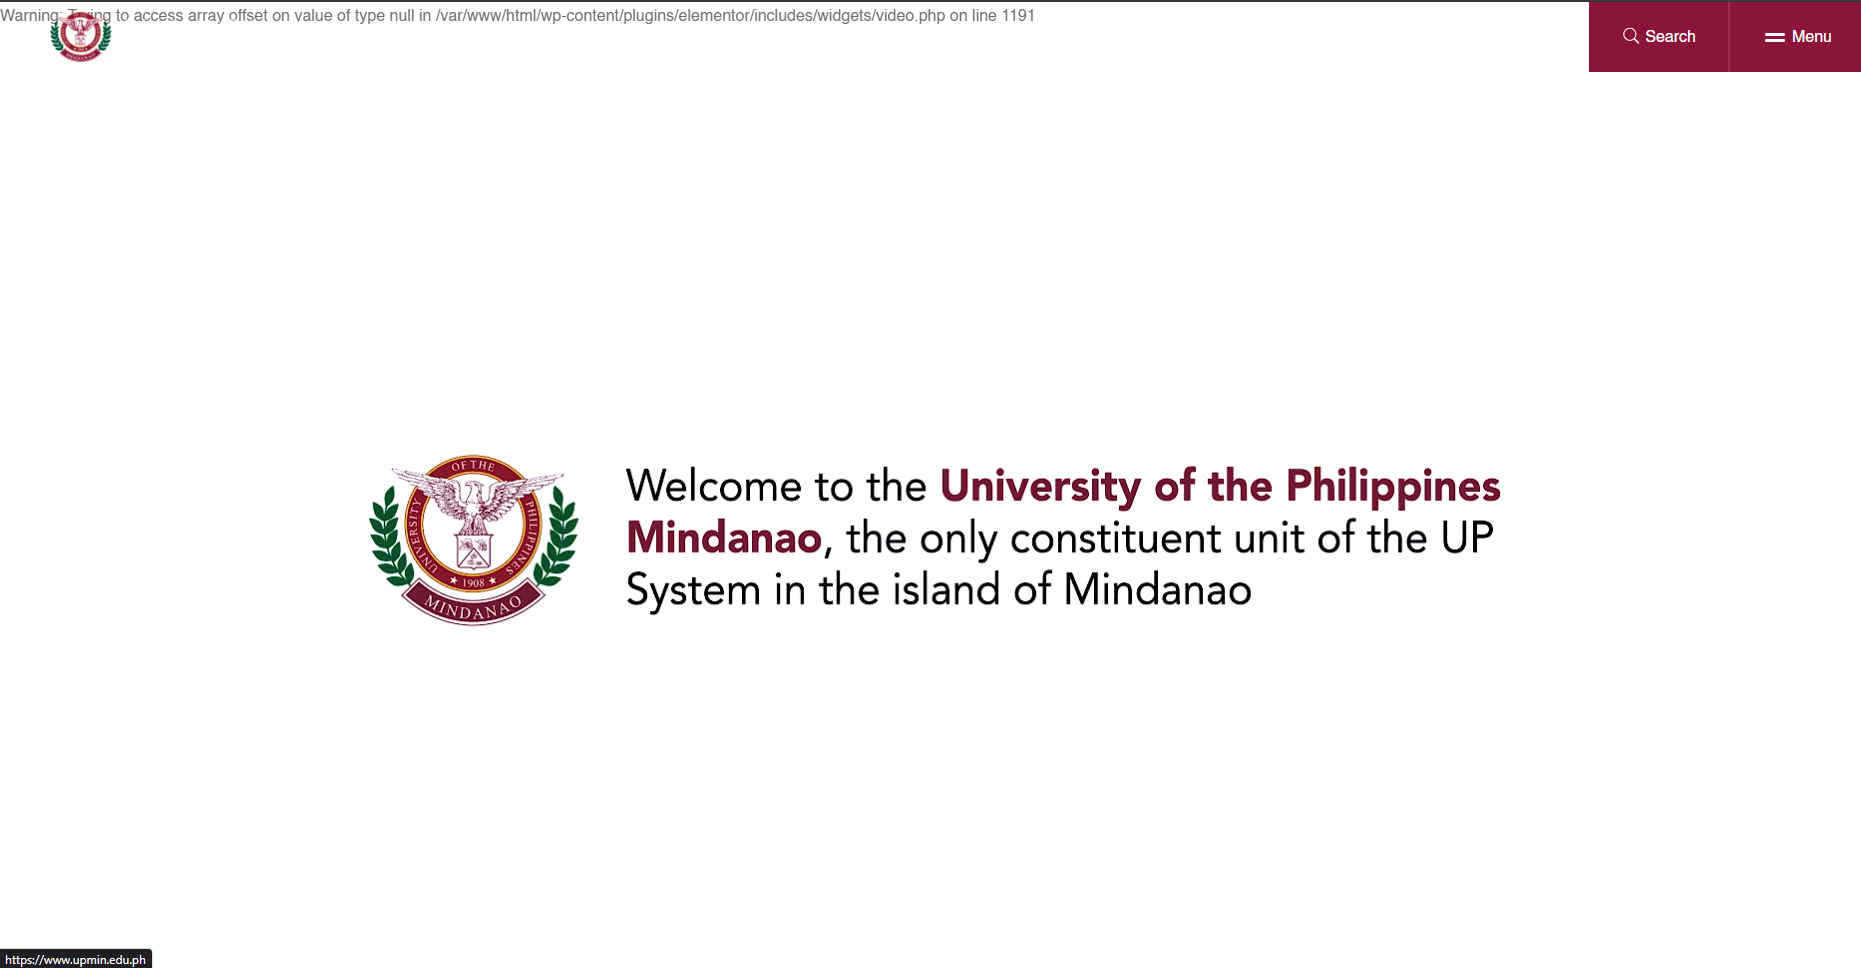 Warning: Trying to access array offset on value of type null in /var/www/html/wp-content/plugins/elementor/includes/widgets/video.php on line 1191
Search
Menu
OF THE
UNIVERSITY
PHILIPPINES
★ 1908 ★
MINDANAO
Welcome to the University of the Philippines
Mindanao, the only constituent unit of the UP
System in the island of Mindanao
https://www.upmin.edu.ph